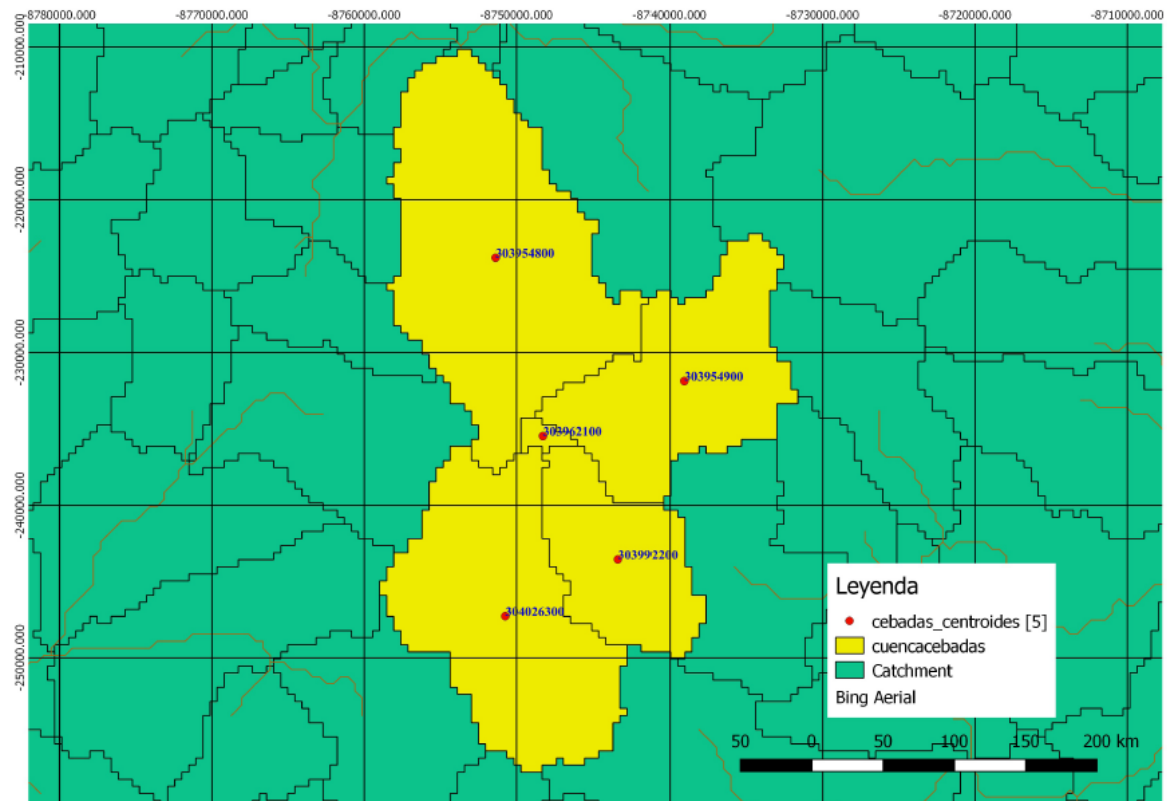 -8780000.000 -8770000.000 -8760000.000 -8750000.000 -8740000.000 -8730000.000 -8720000.000 -8710000.000
-210000.000
-220000.000
303954800
-230000.000
303954900
303962100
-240000.000
303992200
304026300
-250000.000
Leyenda
cebadas_centroides [5]
cuencacebadas
Catchment
Bing Aerial
50 0 50 100 150 200 km